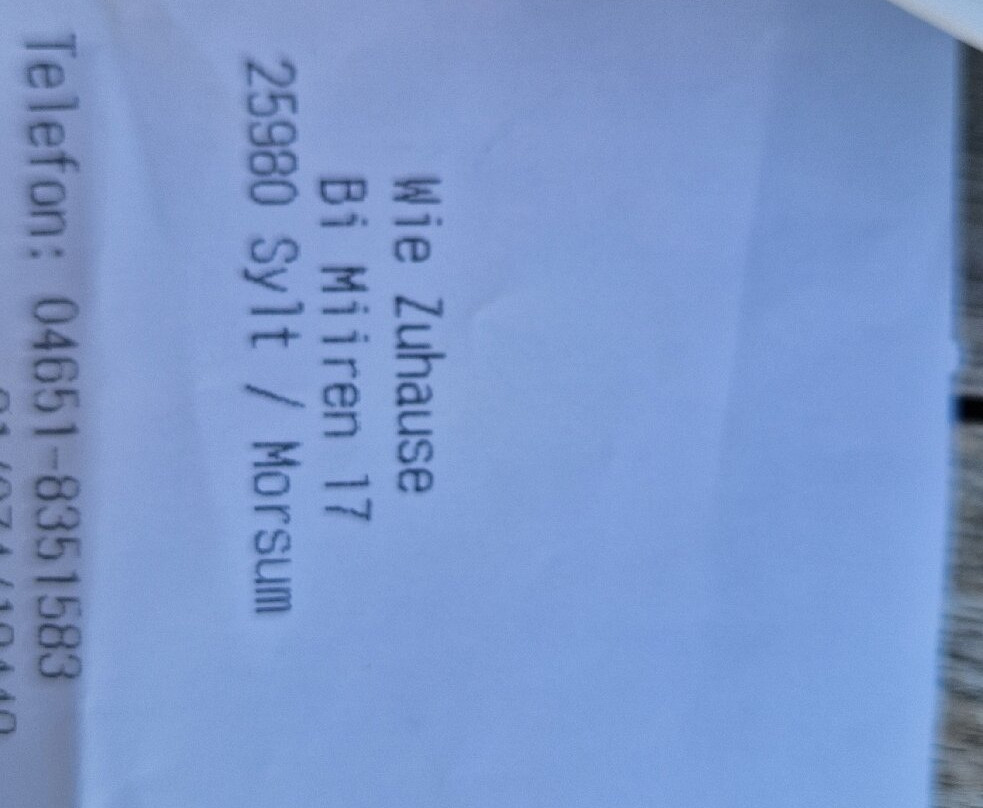 Wie Zuhause
Bi Miiren 17
25980 Sylt / Morsum
Telefon: 04651-8351583